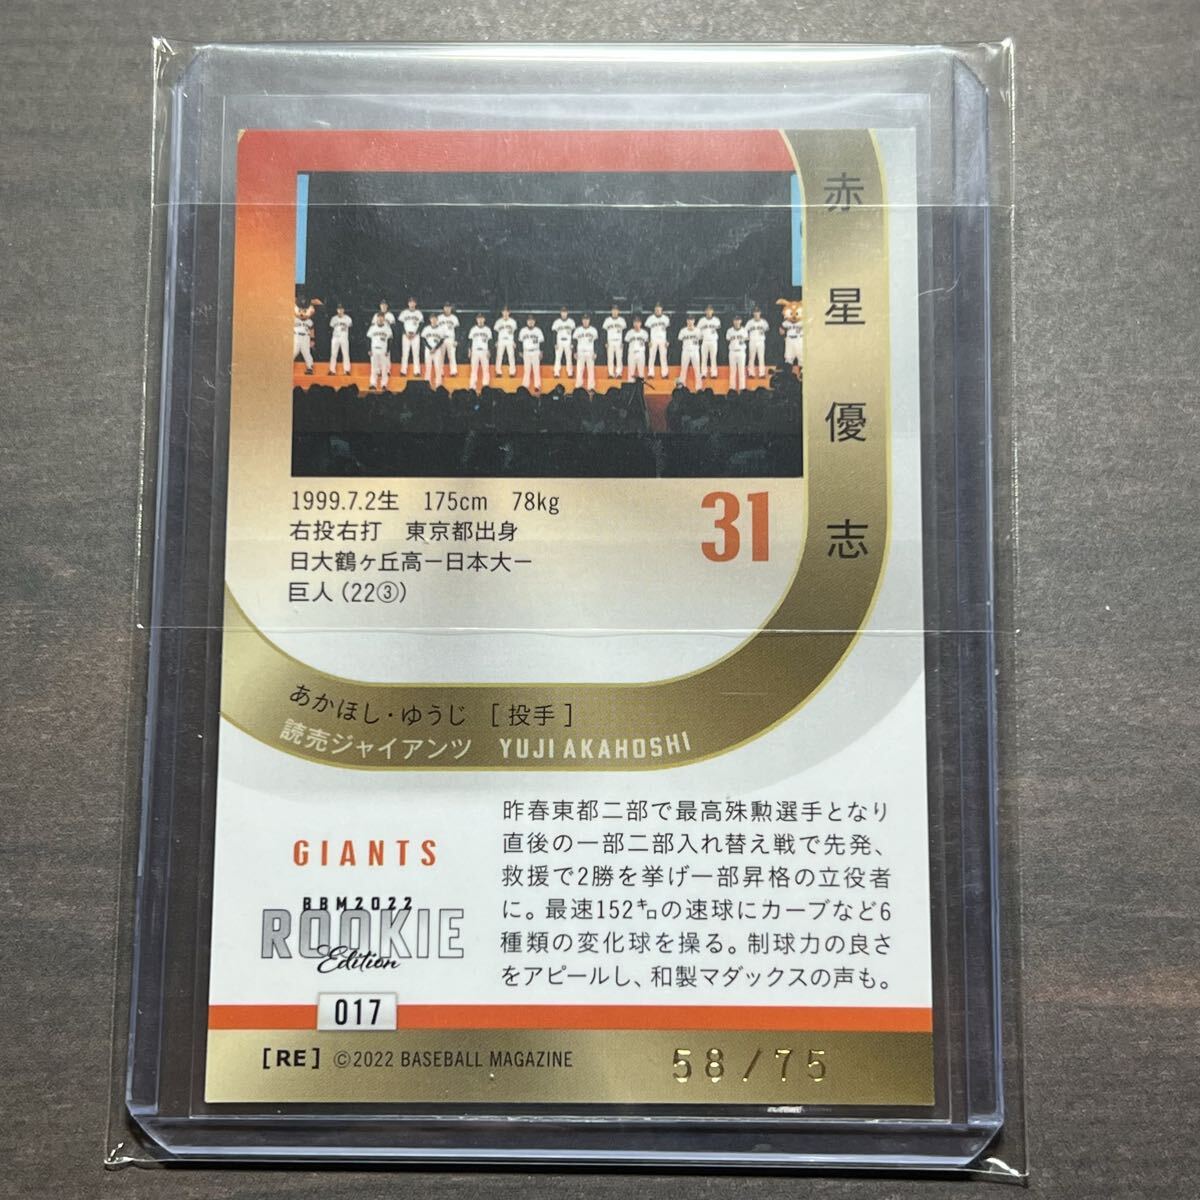 赤星優志
1999.7.2生 175cm 78kg
右投右打 東京都出身
日大鶴ヶ丘高ー日本大ー
巨人(22③)
31
あかほし・ゆうじ [投手]
読売ジャイアンツ YUJI AKAHOSHI
GIANTS
BBM2022
ROOKIE
Edition
017
昨春東都二部で最高殊勲選手となり
直後の一部二部入れ替え戦で先発、
救援で2勝を挙げ一部昇格の立役者
に。最速152㌔の速球にカーブなど6
種類の変化球を操る。制球力の良さ
をアピールし、和製マダックスの声も。
[RE] ©2022 BASEBALL MAGAZINE
58/75